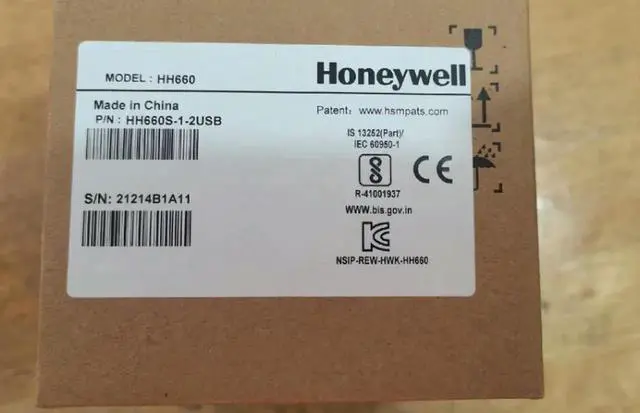 MODEL : HH660
Honeywell
Made in China
P/N : HH660S-1-2USB
Patent: www.hsmpats.com
IS 13252(Part)/
IEC 60950-1
CE
R-41001937
S/N: 21214B1A11
WWW.bis.gov.in
NSIP-REW-HWK-HH660